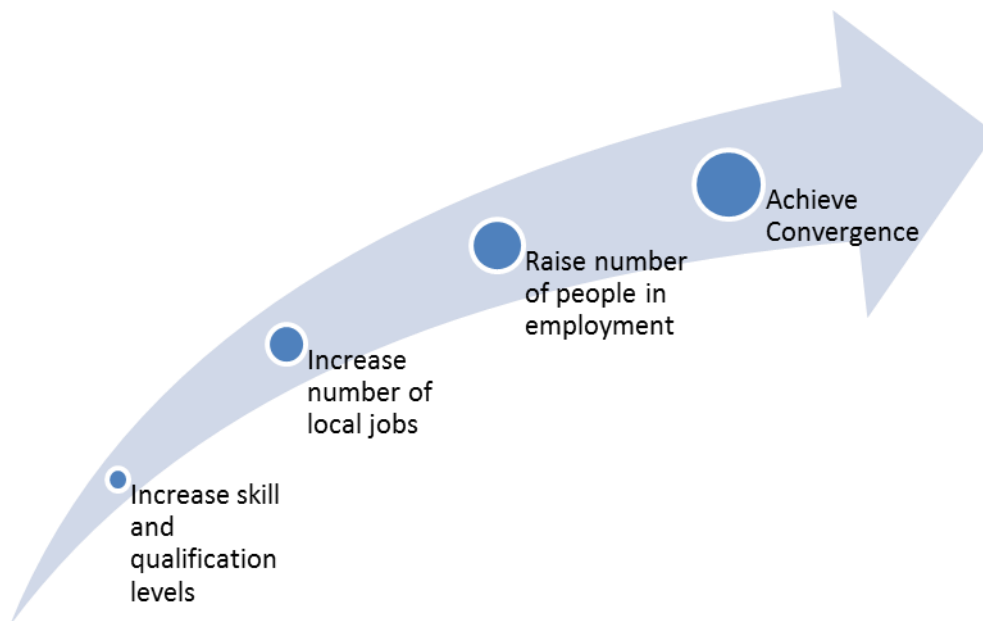 Achieve
Convergence
Raise number
of people in
employment
Increase
number of
local jobs
Increase skill
and
qualification
levels